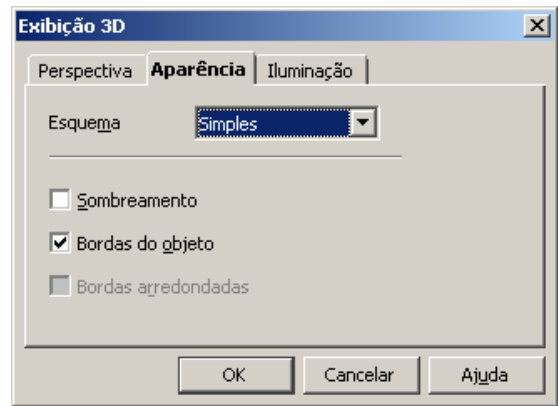 Exibição 3D
Perspectiva Aparência Iluminação
Esquema Simples
Sombreamento
Bordas do objeto
Bordas arredondadas
OK Cancelar Ajuda